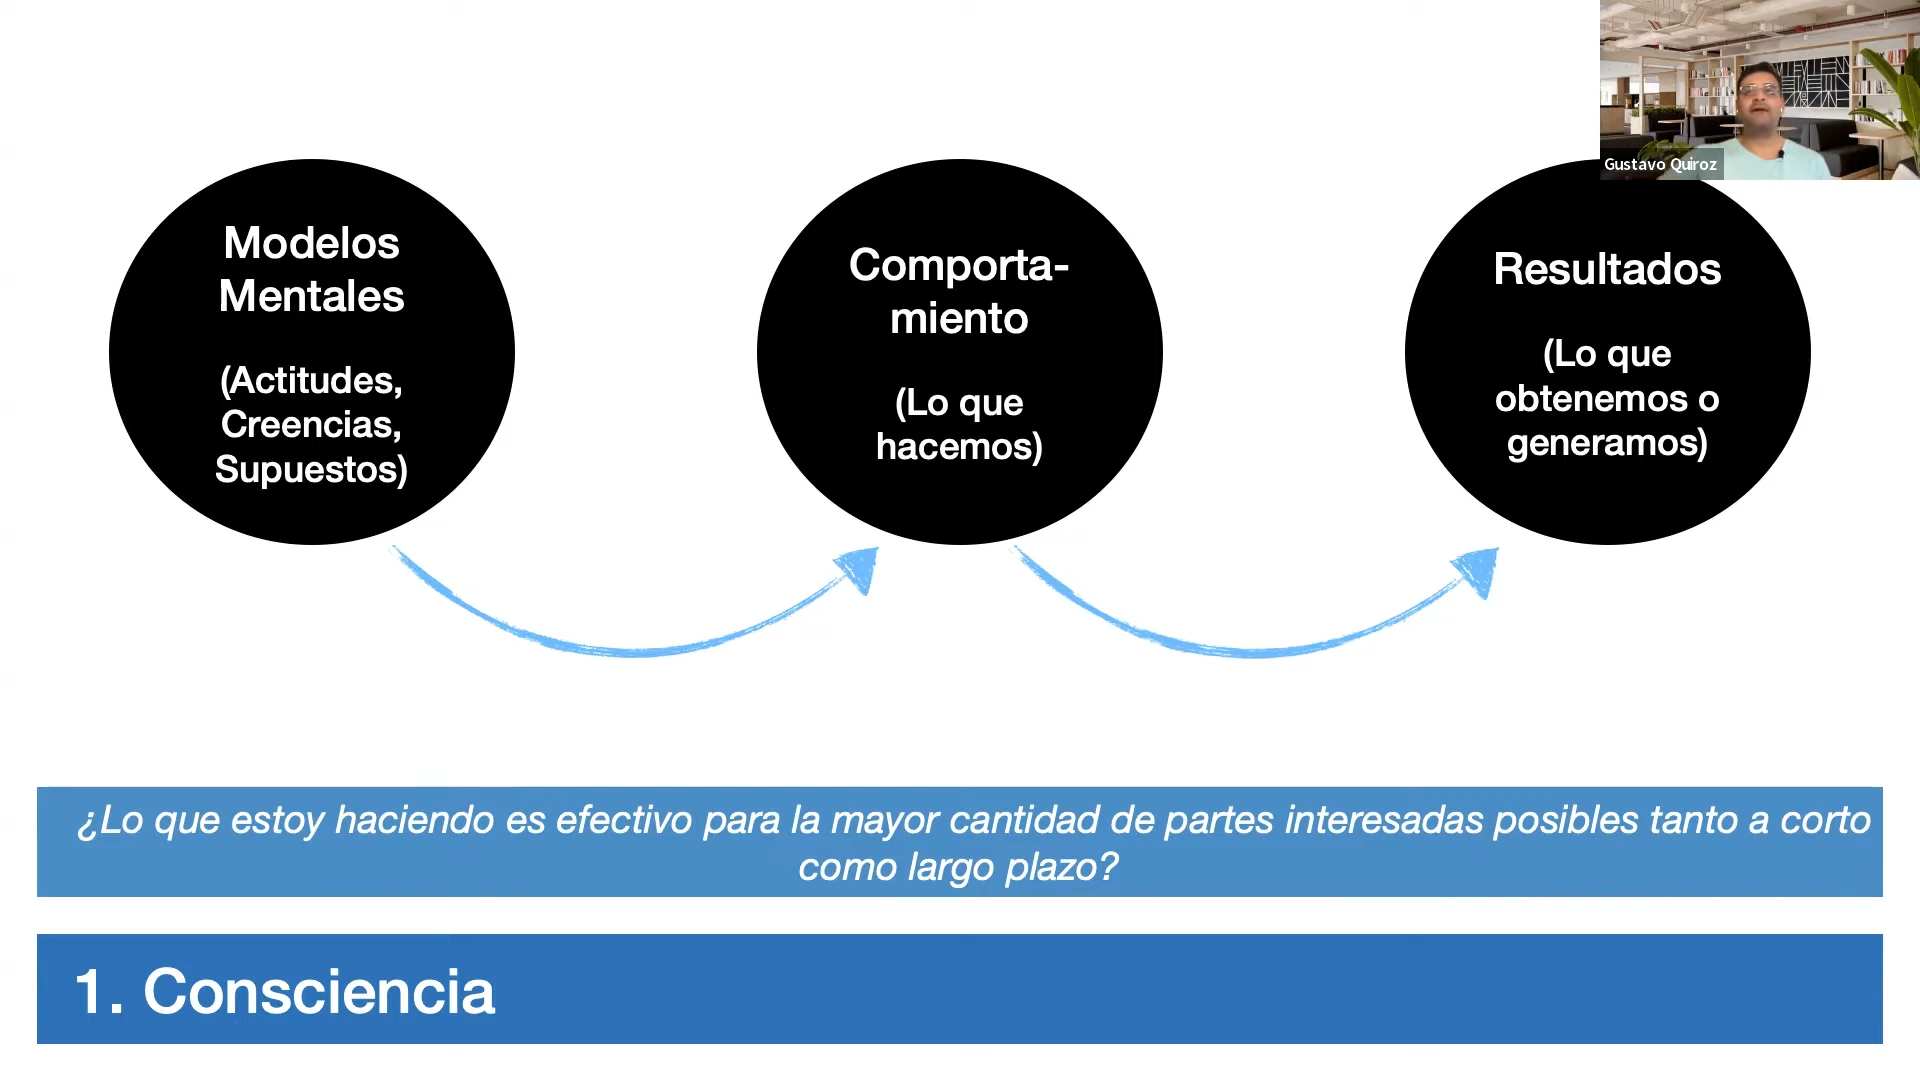 Gustavo Quiroz
Modelos
Mentales
(Actitudes,
Creencias,
Supuestos)
Comporta-
miento
(Lo que
hacemos)
Resultados
(Lo que
obtenemos o
generamos)
¿Lo que estoy haciendo es efectivo para la mayor cantidad de partes interesadas posibles tanto a corto
como largo plazo?
1. Consciencia